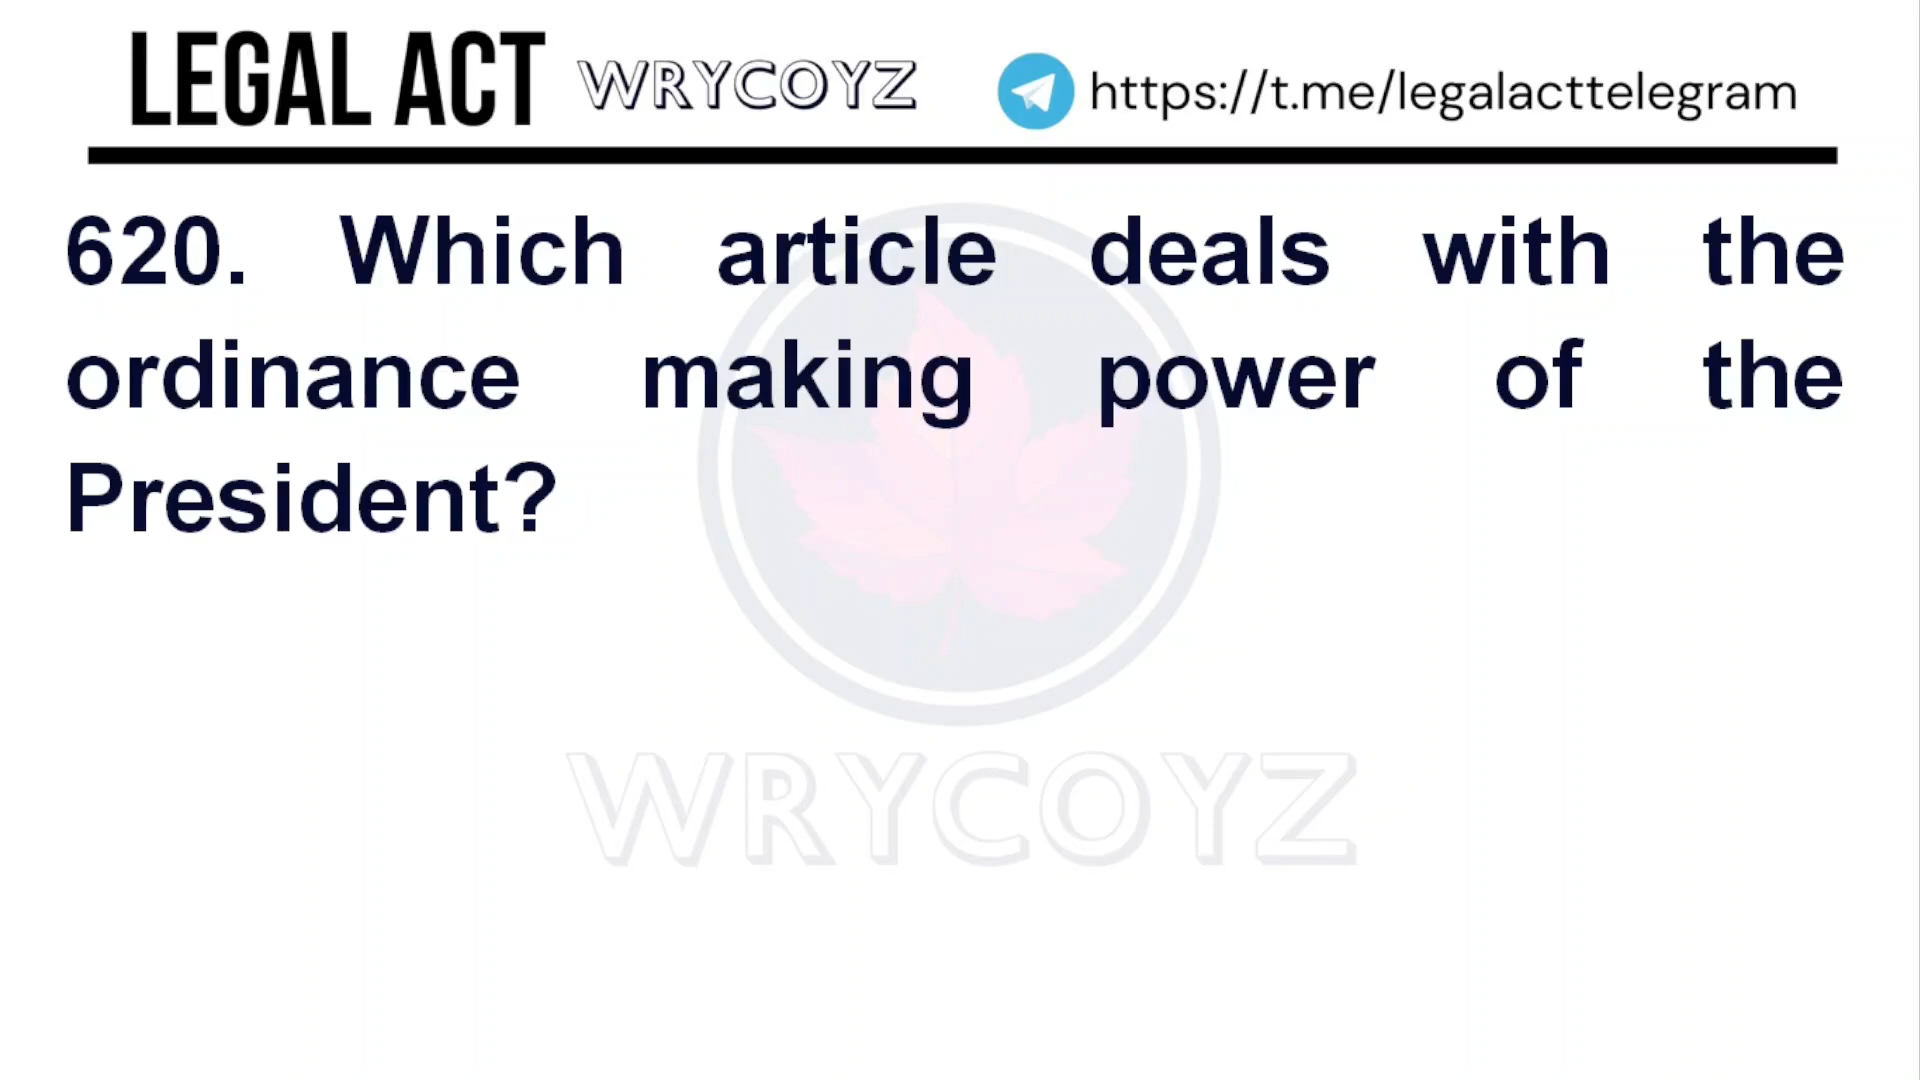 LEGAL ACT WRYCOYZ https://t.me/legalacttelegram
620. Which article deals with the
ordinance making power of the
President?
WRYCOYZ